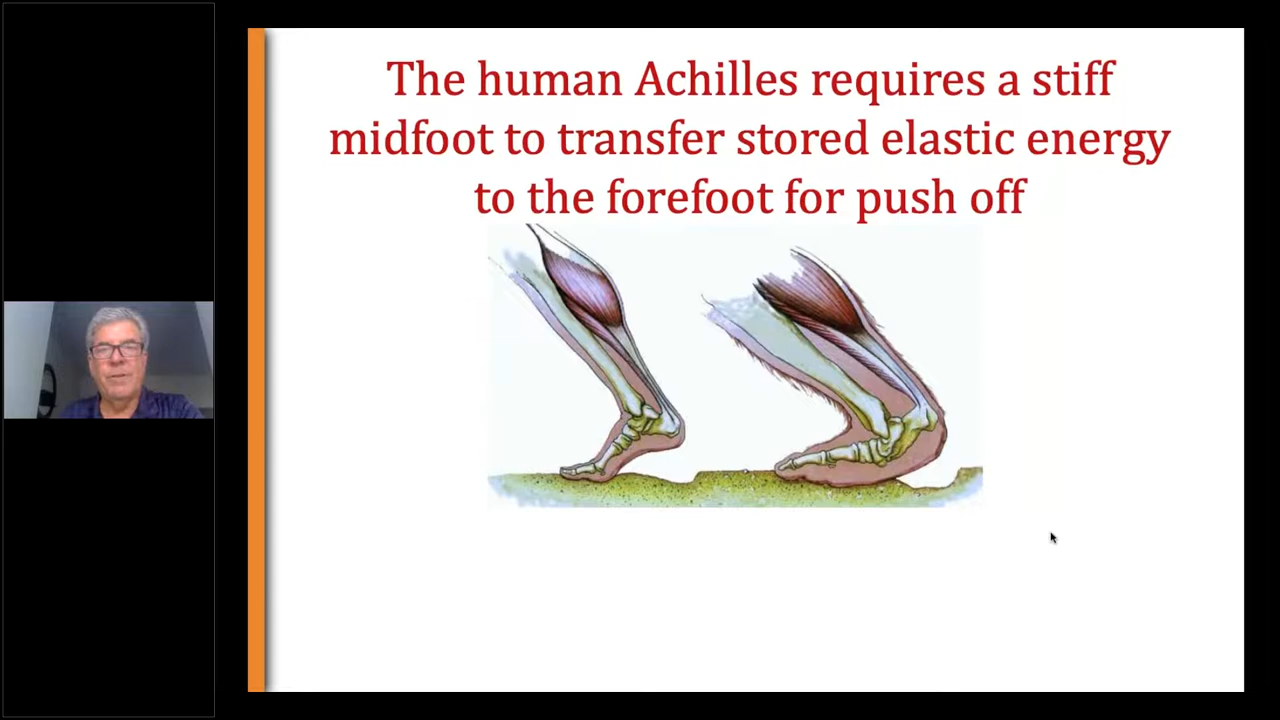 The human Achilles requires a stiff
midfoot to transfer stored elastic energy
to the forefoot for push off